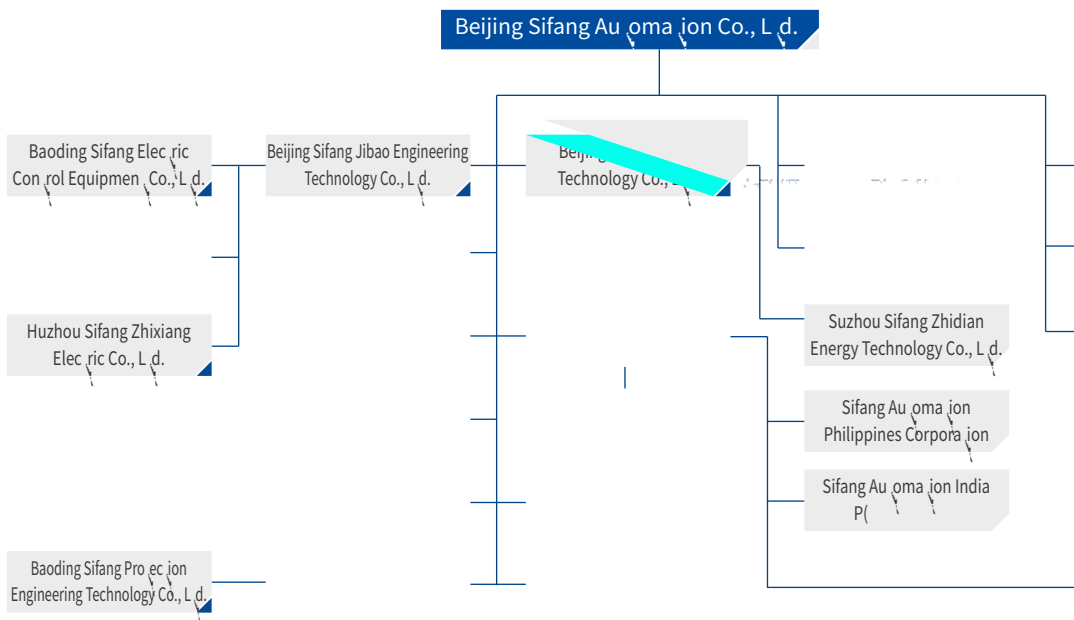 Beijing Sifang Au oma ion Co., L d.
Baoding Sifang Elec ric
Con rol Equipmen Co., L d.
Beijing Sifang Jibao Engineering
Technology Co., L d.
Technology Co.,
Huzhou Sifang Zhixiang
Elec ric Co., L d.
Suzhou Sifang Zhidian
Energy Technology Co., L d.
Sifang Au oma ion
Philippines Corpora ion
Sifang Au oma ion India
Baoding Sifang Pro ec ion
Engineering Technology Co., L d.